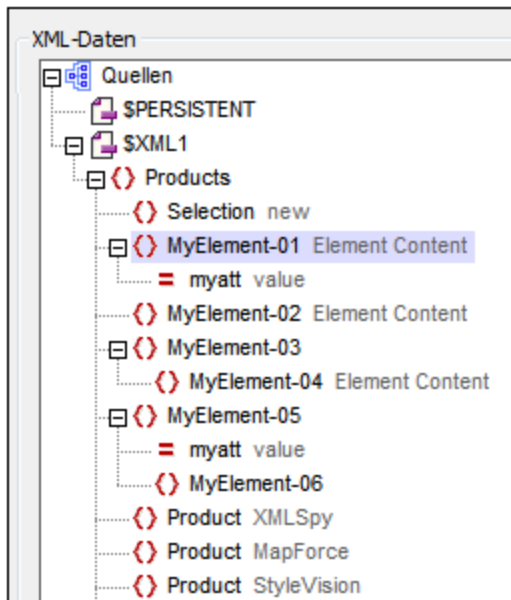 XML-Daten
Quellen
$PERSISTENT
$XML1
Products
Selection new
MyElement-01 Element Content
= myatt value
MyElement-02 Element Content
MyElement-03
MyElement-04 Element Content
MyElement-05
= myatt value
MyElement-06
Product XMLSpy
Product MapForce
Product StyleVision